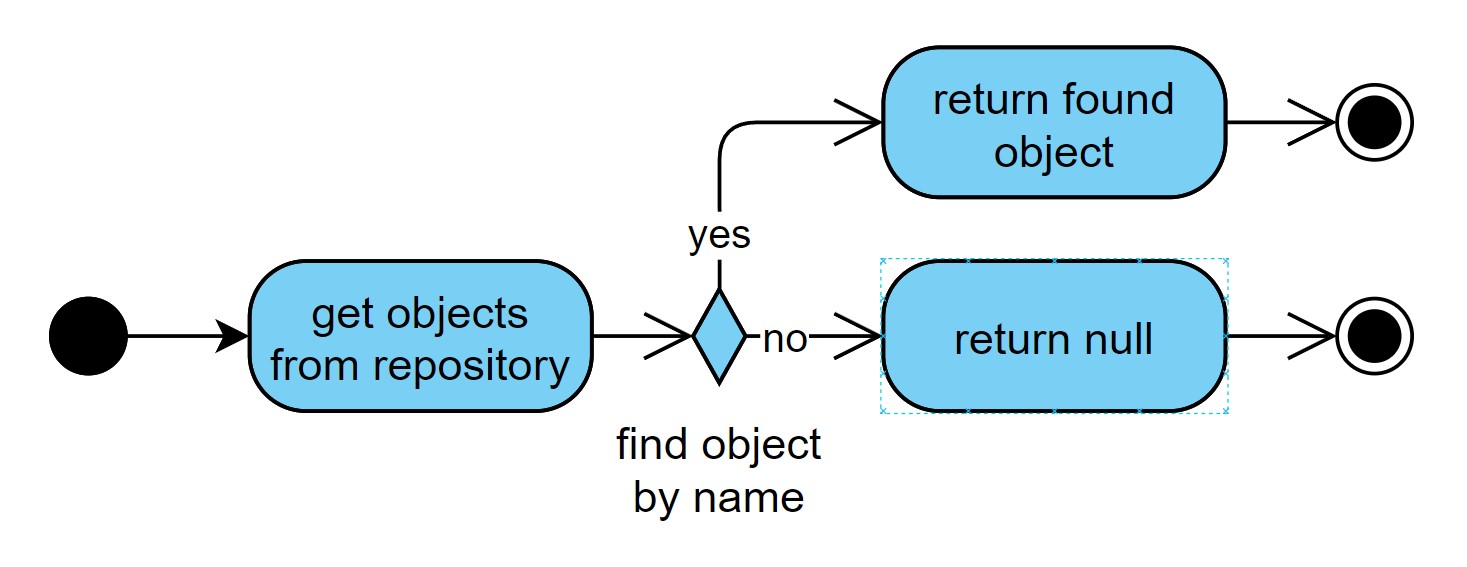 return found
object
yes
get objects
from repository
no
return null
find object
by name